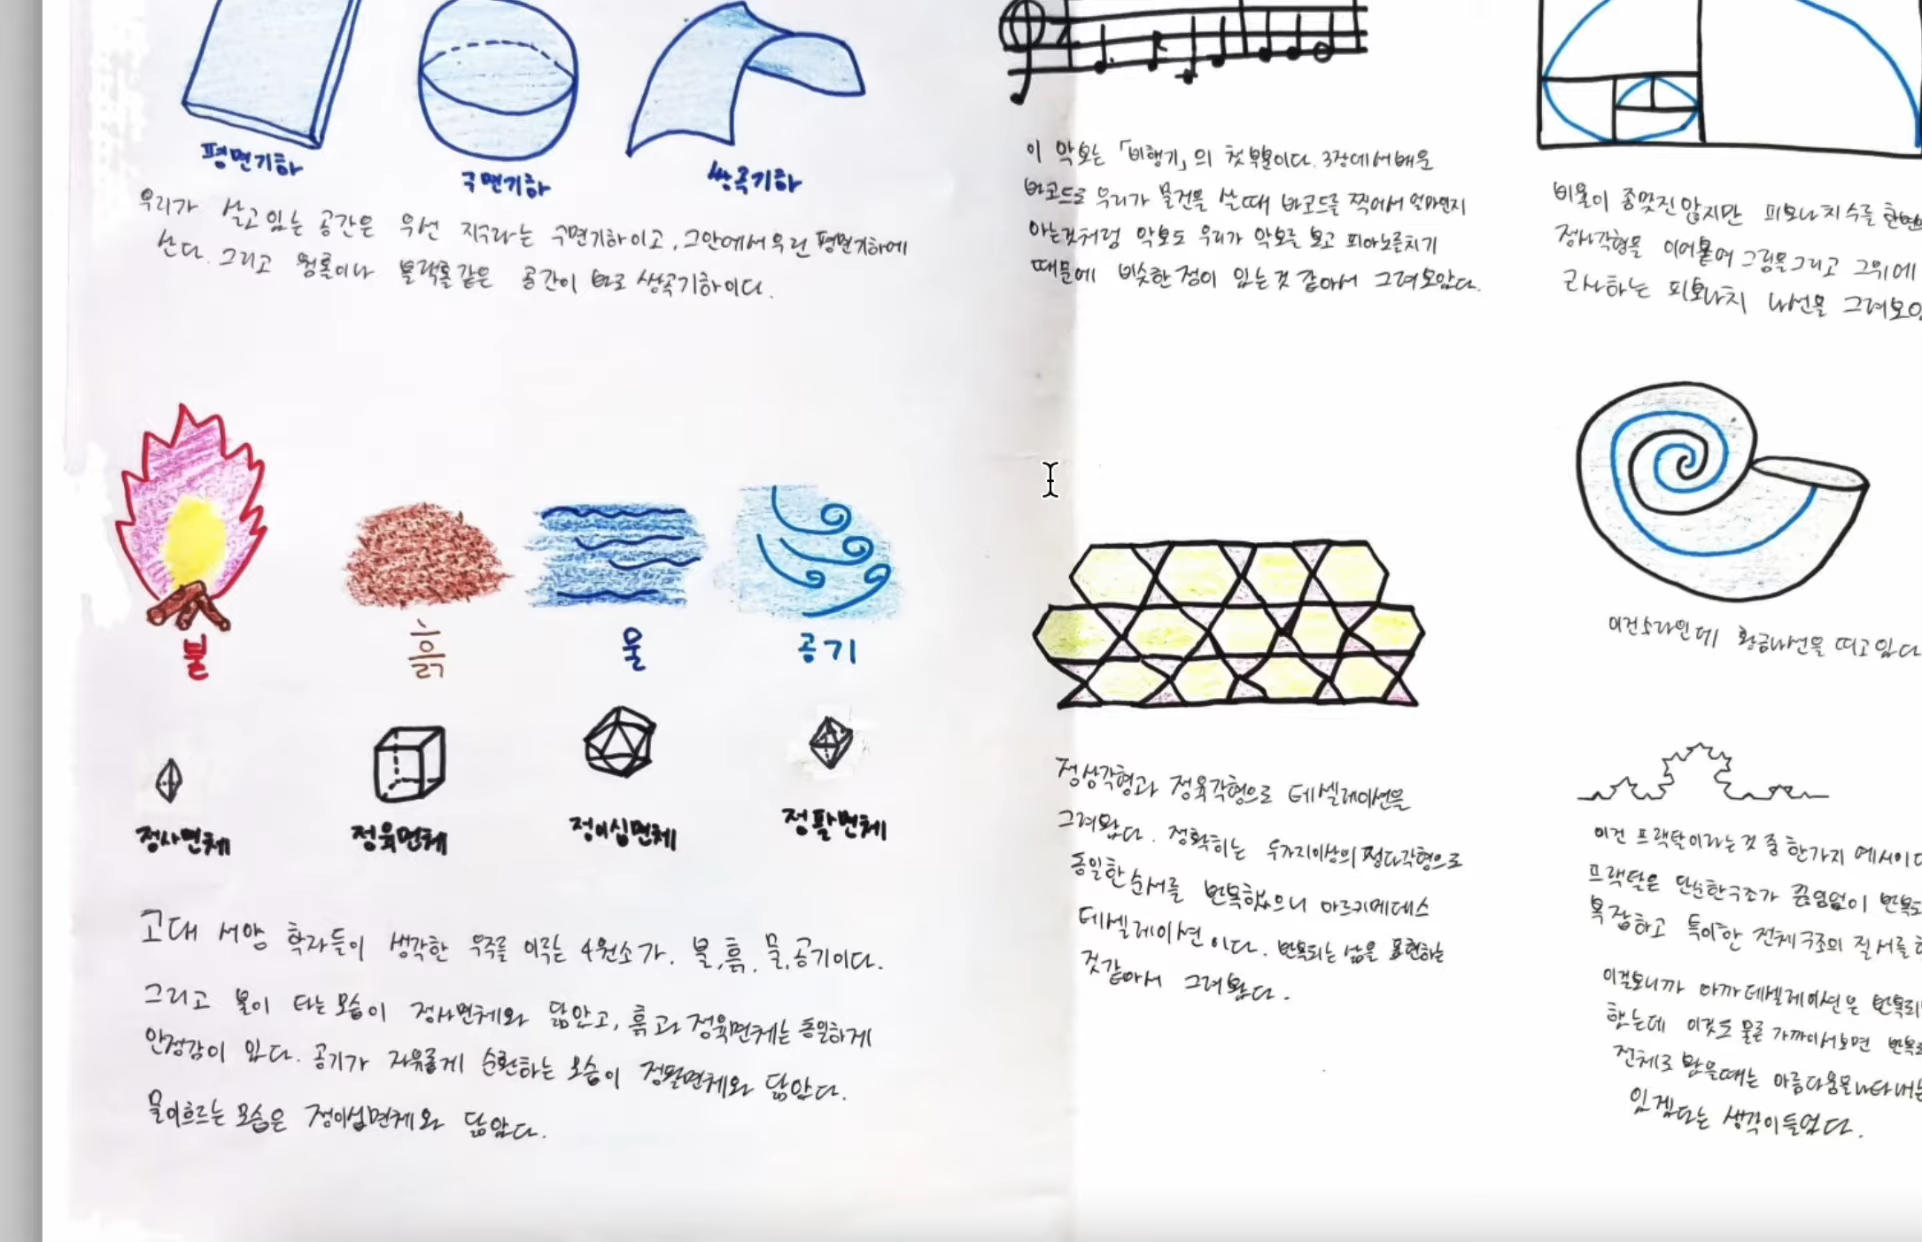 평면기하
구면기하
쌍곡기하
우리가 살고있는 공간은 우선 지구라는 구면기하이고, 그안에서 우린 평면기하에
산다. 그리고 웜홀이나 블랙홀같은 공간이 바로 쌍곡기하이다.
불
흙
물
공기
정사면체
정육면체
정이십면체
정팔면체
고대 서양 학자들이 생각한 우주를 이루는 4원소가. 불,흙,물,공기이다.
그리고 불이 타는모습이 정사면체와 닮았고, 흙과 정육면체는 동일하게
안정감이 있다. 공기가 자유롭게 순환하는 모습이 정팔면체와 닮았다.
물이흐르는 모습은 정이십면체와 닮았다.
이 악보는 「비행기」의 첫부분이다. 3장에서배운
바코드로 우리가 물건을 살때 바코드를 찍어서 얼마인지
아는것처럼 악보도 우리가 악보를 보고 피아노를치기
때문에 비슷한점이 있는것 같아서 그려보았다.
정삼각형과 정육각형으로 테셀레이션을
그려봤다. 정확히는 두가지이상의 정다각형으로
동일한 순서를 반복했으니 아르키메데스
테셀레이션이다. 반복되는 삶을 표현하는
것같아서 그려봤다.
비율이 좀멋진않지만 피보나치수를 한변
정사각형을 이어붙여 그림을그리고 그위에
근사하는 피보나치 나선을 그려보았
이건소라인데 황금나선을 띠고있다
이건 프랙탈이라는것 중 한가지 예시이다
프랙탈은 단순한구조가 끊임없이 반복되
복잡하고 특이한 전체구조의 질서를
이걸보니까 아까테셀레이션은 반복되
했는데 이것도 물론 가까이서보면 반복
전체로 봤을때는 아름다움을나타내는
있겠다는 생각이들었다.